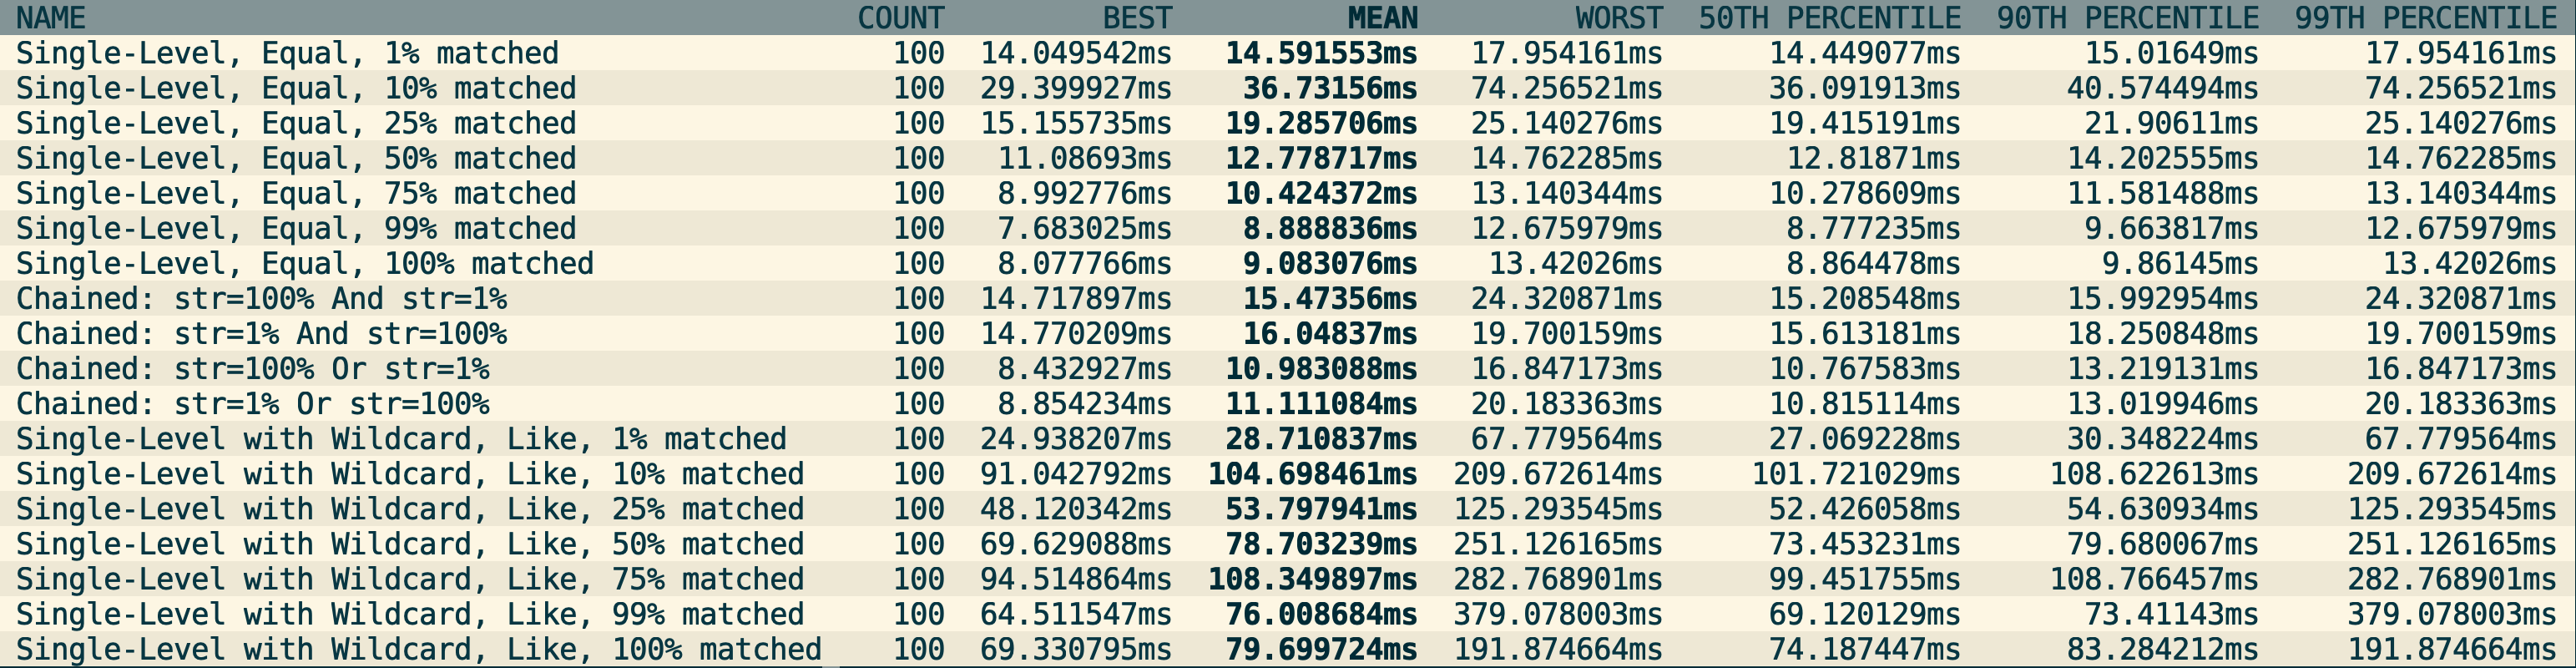 NAME COUNT BEST MEAN WORST 50TH PERCENTILE 90TH PERCENTILE 99TH PERCENTILE
Single-Level, Equal, 1% matched 100 14.049542ms 14.591553ms 17.954161ms 14.449077ms 15.01649ms 17.954161ms
Single-Level, Equal, 10% matched 100 29.399927ms 36.73156ms 74.256521ms 36.091913ms 40.574494ms 74.256521ms
Single-Level, Equal, 25% matched 100 15.155735ms 19.285706ms 25.140276ms 19.415191ms 21.90611ms 25.140276ms
Single-Level, Equal, 50% matched 100 11.08693ms 12.778717ms 14.762285ms 12.81871ms 14.202555ms 14.762285ms
Single-Level, Equal, 75% matched 100 8.992776ms 10.424372ms 13.140344ms 10.278609ms 11.581488ms 13.140344ms
Single-Level, Equal, 99% matched 100 7.683025ms 8.888836ms 12.675979ms 8.777235ms 9.663817ms 12.675979ms
Single-Level, Equal, 100% matched 100 8.077766ms 9.083076ms 13.42026ms 8.864478ms 9.86145ms 13.42026ms
Chained: str=100% And str=1% 100 14.717897ms 15.47356ms 24.320871ms 15.208548ms 15.992954ms 24.320871ms
Chained: str=1% And str=100% 100 14.770209ms 16.04837ms 19.700159ms 15.613181ms 18.250848ms 19.700159ms
Chained: str=100% Or str=1% 100 8.432927ms 10.983088ms 16.847173ms 10.767583ms 13.219131ms 16.847173ms
Chained: str=1% Or str=100% 100 8.854234ms 11.111084ms 20.183363ms 10.815114ms 13.019946ms 20.183363ms
Single-Level with Wildcard, Like, 1% matched 100 24.938207ms 28.710837ms 67.779564ms 27.069228ms 30.348224ms 67.779564ms
Single-Level with Wildcard, Like, 10% matched 100 91.042792ms 104.698461ms 209.672614ms 101.721029ms 108.622613ms 209.672614ms
Single-Level with Wildcard, Like, 25% matched 100 48.120342ms 53.797941ms 125.293545ms 52.426058ms 54.630934ms 125.293545ms
Single-Level with Wildcard, Like, 50% matched 100 69.629088ms 78.703239ms 251.126165ms 73.453231ms 79.680067ms 251.126165ms
Single-Level with Wildcard, Like, 75% matched 100 94.514864ms 108.349897ms 282.768901ms 99.451755ms 108.766457ms 282.768901ms
Single-Level with Wildcard, Like, 99% matched 100 64.511547ms 76.008684ms 379.078003ms 69.120129ms 73.41143ms 379.078003ms
Single-Level with Wildcard, Like, 100% matched 100 69.330795ms 79.699724ms 191.874664ms 74.187447ms 83.284212ms 191.874664ms